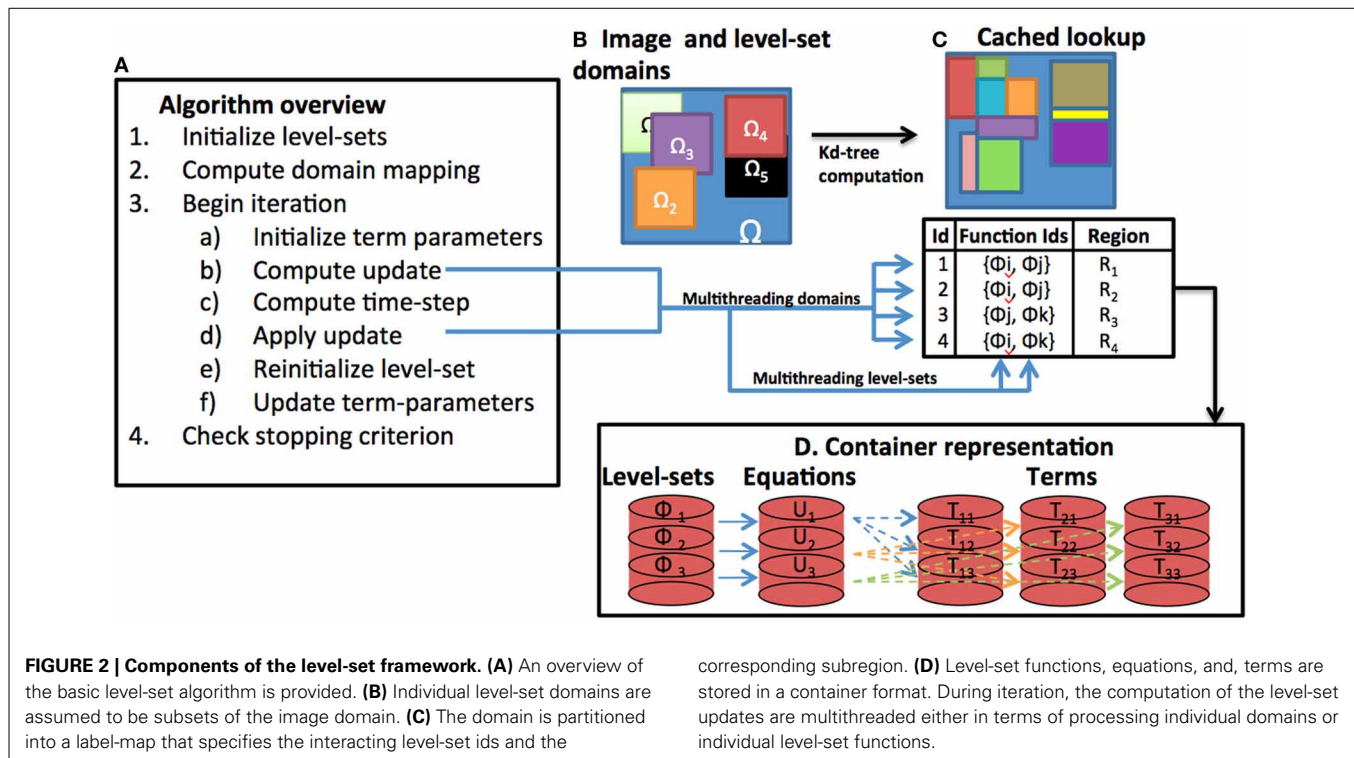 A
Algorithm overview
1. Initialize level-sets
2. Compute domain mapping
3. Begin iteration
a) Initialize term parameters
b) Compute update
c) Compute time-step
d) Apply update
e) Reinitialize level-set
f) Update term-parameters
4. Check stopping criterion
B Image and level-set
domains
Ω
Ω3
Ω2
Ω4
Ω5
Ω
Kd-tree
computation
C Cached lookup
Id Function Ids Region
1 {Φi, Φj} R1
2 {Φi, Φj} R2
3 {Φj, Φk} R3
4 {Φi, Φk} R4
Multithreading domains
Multithreading level-sets
D. Container representation
Level-sets Equations Terms
Φ1 U1 T11 T21 T31
Φ2 U2 T12 T22 T32
Φ3 U3 T13 T23 T33
FIGURE 2 | Components of the level-set framework. (A) An overview of
the basic level-set algorithm is provided. (B) Individual level-set domains are
assumed to be subsets of the image domain. (C) The domain is partitioned
into a label-map that specifies the interacting level-set ids and the
corresponding subregion. (D) Level-set functions, equations, and, terms are
stored in a container format. During iteration, the computation of the level-set
updates are multithreaded either in terms of processing individual domains or
individual level-set functions.